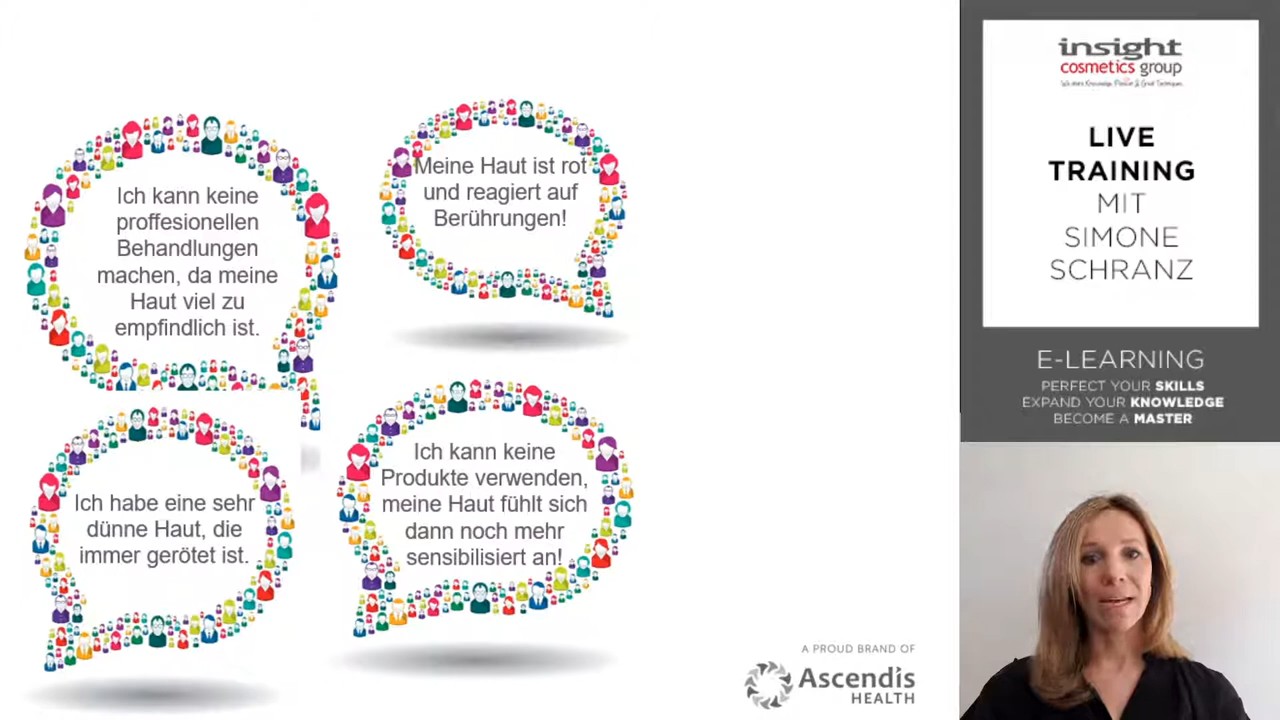 Ich kann keine
proffesionellen
Behandlungen
machen, da meine
Haut viel zu
empfindlich ist.
Meine Haut ist rot
und reagiert auf
Berührungen!
Ich habe eine sehr
dünne Haut, die
immer gerötet ist.
Ich kann keine
Produkte verwenden,
meine Haut fühlt sich
dann noch mehr
sensibilisiert an!
A PROUD BRAND OF
Ascendis
HEALTH
insight
cosmetics group
LIVE
TRAINING
MIT
SIMONE
SCHRANZ
E-LEARNING
PERFECT YOUR SKILLS
EXPAND YOUR KNOWLEDGE
BECOME A MASTER